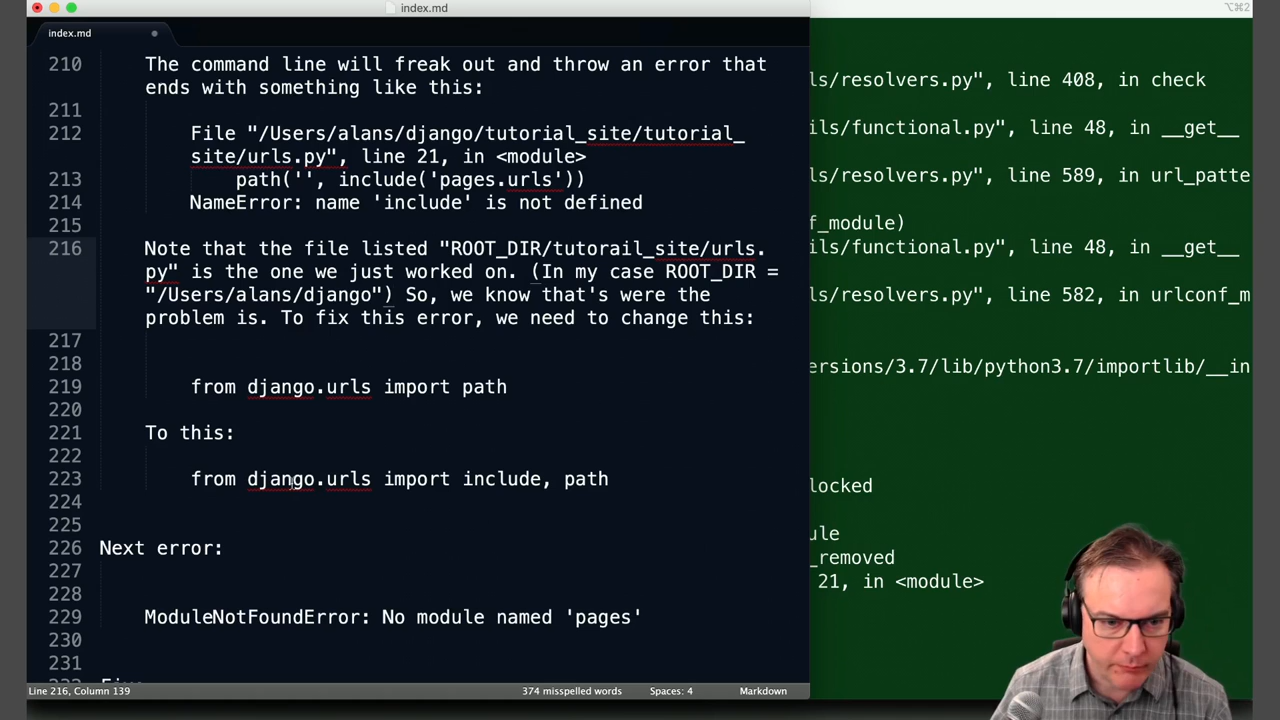 index.md
⌥⌘2
index.md
210 The command line will freak out and throw an error that
ends with something like this:
211
212 File "/Users/alans/django/tutorial_site/tutorial_
site/urls.py", line 21, in <module>
213 path('', include('pages.urls'))
214 NameError: name 'include' is not defined
215
216 Note that the file listed "ROOT_DIR/tutorail_site/urls.
py" is the one we just worked on. (In my case ROOT_DIR =
"/Users/alans/django") So, we know that's were the
problem is. To fix this error, we need to change this:
217
218
219 from django.urls import path
220
221 To this:
222
223 from django.urls import include, path
224
225
226 Next error:
227
228
229 ModuleNotFoundError: No module named 'pages'
230
231
Line 216, Column 139
374 misspelled words
Spaces: 4
Markdown
ls/resolvers.py", line 408, in check
ils/functional.py", line 48, in __get__
ls/resolvers.py", line 589, in url_patte
f_module)
ils/functional.py", line 48, in __get__
ls/resolvers.py", line 582, in urlconf_m
ersions/3.7/lib/python3.7/importlib/__in
locked
ule
_removed
21, in <module>